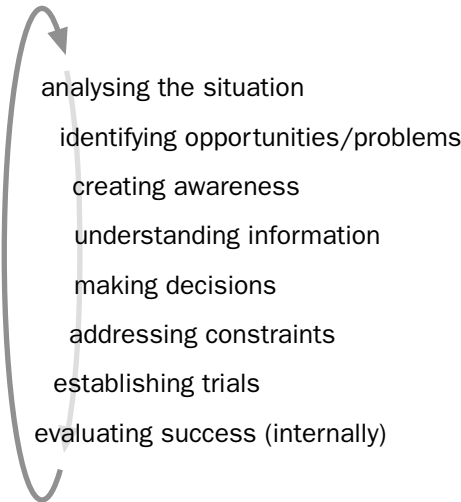 analysing the situation
identifying opportunities/problems
creating awareness
understanding information
making decisions
addressing constraints
establishing trials
evaluating success (internally)